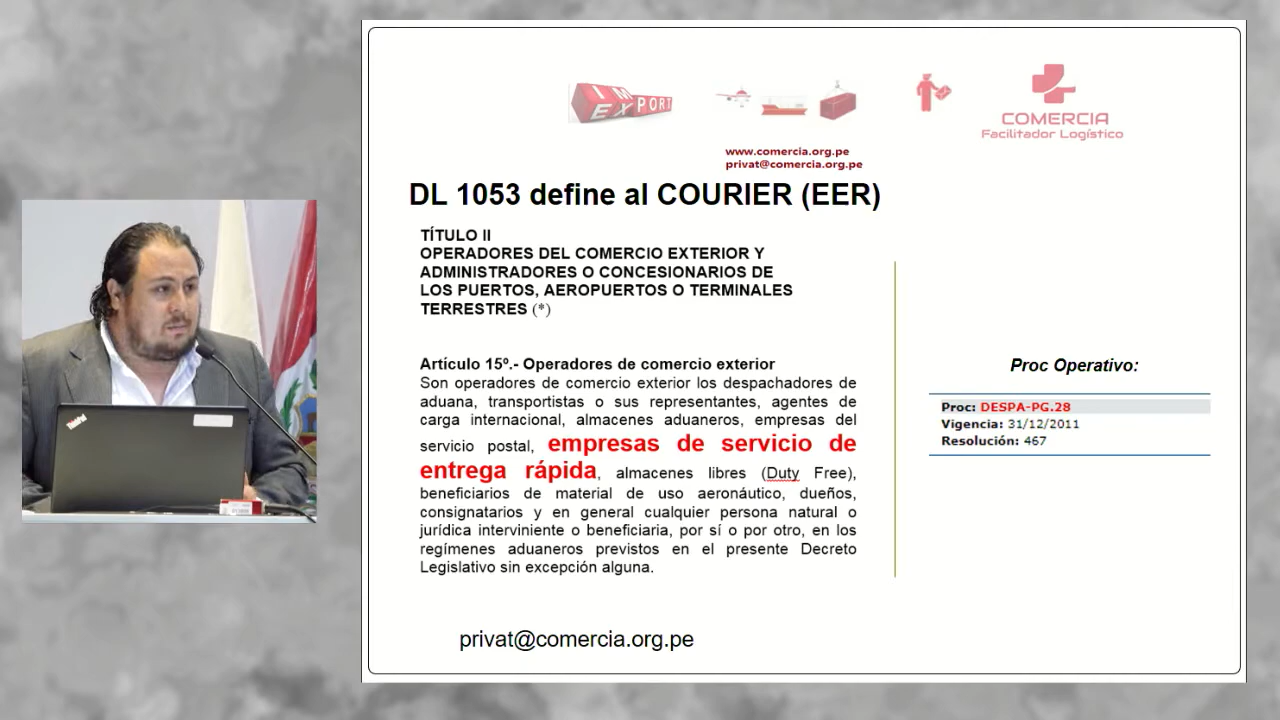 IM
EXPORT
COMERCIA
Facilitador Logístico
www.comercia.org.pe
privat@comercia.org.pe
DL 1053 define al COURIER (EER)
TÍTULO II
OPERADORES DEL COMERCIO EXTERIOR Y
ADMINISTRADORES O CONCESIONARIOS DE
LOS PUERTOS, AEROPUERTOS O TERMINALES
TERRESTRES (*)
Artículo 15º.- Operadores de comercio exterior
Son operadores de comercio exterior los despachadores de
aduana, transportistas o sus representantes, agentes de
carga internacional, almacenes aduaneros, empresas del
servicio postal, empresas de servicio de
entrega rápida, almacenes libres (Duty Free),
beneficiarios de material de uso aeronáutico, dueños,
consignatarios y en general cualquier persona natural o
jurídica interviniente o beneficiaria, por sí o por otro, en los
regímenes aduaneros previstos en el presente Decreto
Legislativo sin excepción alguna.
Proc Operativo:
Proc: DESPA-PG.28
Vigencia: 31/12/2011
Resolución: 467
privat@comercia.org.pe